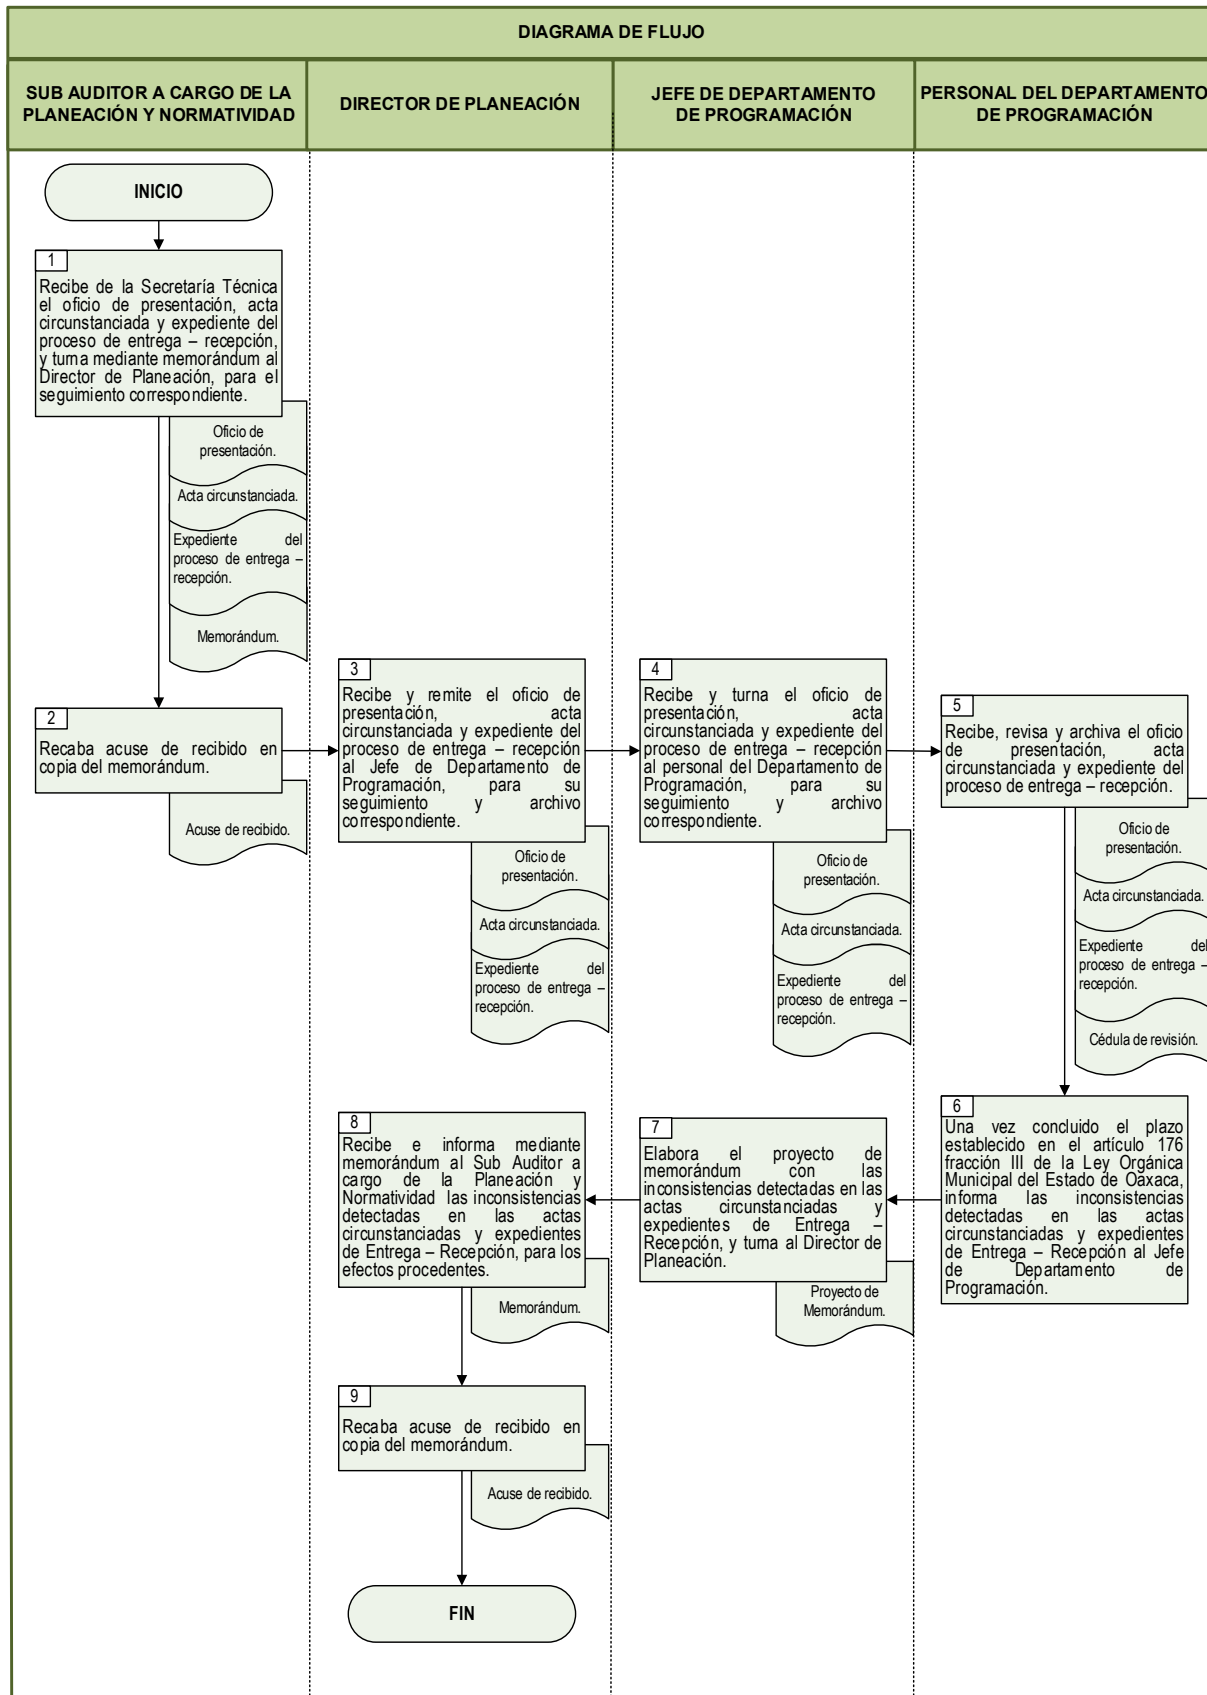 DIAGRAMA DE FLUJO
SUB AUDITOR A CARGO DE LA
PLANEACIÓN Y NORMATIVIDAD
DIRECTOR DE PLANEACIÓN
JEFE DE DEPARTAMENTO
DE PROGRAMACIÓN
PERSONAL DEL DEPARTAMENTO
DE PROGRAMACIÓN
INICIO
1
Recibe de la Secretaría Técnica
el oficio de presentación, acta
circunstanciada y expediente del
proceso de entrega – recepción,
y turna mediante memorándum al
Director de Planeación, para el
seguimiento correspondiente.
Oficio de
presentación.
Acta circunstanciada.
Expediente del
proceso de entrega –
recepción.
Memorándum.
2
Recaba acuse de recibido en
copia del memorándum.
Acuse de recibido.
3
Recibe y remite el oficio de
presentación, acta
circunstanciada y expediente del
proceso de entrega – recepción
al Jefe de Departamento de
Programación, para su
seguimiento y archivo
correspondiente.
Oficio de
presentación.
Acta circunstanciada.
Expediente del
proceso de entrega –
recepción.
4
Recibe y turna el oficio de
presentación, acta
circunstanciada y expediente del
proceso de entrega – recepción
al personal del Departamento de
Programación, para su
seguimiento y archivo
correspondiente.
Oficio de
presentación.
Acta circunstanciada.
Expediente del
proceso de entrega –
recepción.
5
Recibe, revisa y archiva el oficio
de presentación, acta
circunstanciada y expediente del
proceso de entrega – recepción.
Oficio de
presentación.
Acta circunstanciada.
Expediente del
proceso de entrega –
recepción.
Cédula de revisión.
6
Una vez concluido el plazo
establecido en el artículo 176
fracción III de la Ley Orgánica
Municipal del Estado de Oaxaca,
informa las inconsistencias
detectadas en las actas
circunstanciadas y expedientes
de Entrega – Recepción al Jefe
de Departamento de
Programación.
7
Elabora el proyecto de
memorándum con las
inconsistencias detectadas en las
actas circunstanciadas y
expedientes de Entrega –
Recepción, y turna al Director de
Planeación.
Proyecto de
Memorándum.
8
Recibe e informa mediante
memorándum al Sub Auditor a
cargo de la Planeación y
Normatividad las inconsistencias
detectadas en las actas
circunstanciadas y expedientes
de Entrega – Recepción, para los
efectos procedentes.
Memorándum.
9
Recaba acuse de recibido en
copia del memorándum.
Acuse de recibido.
FIN